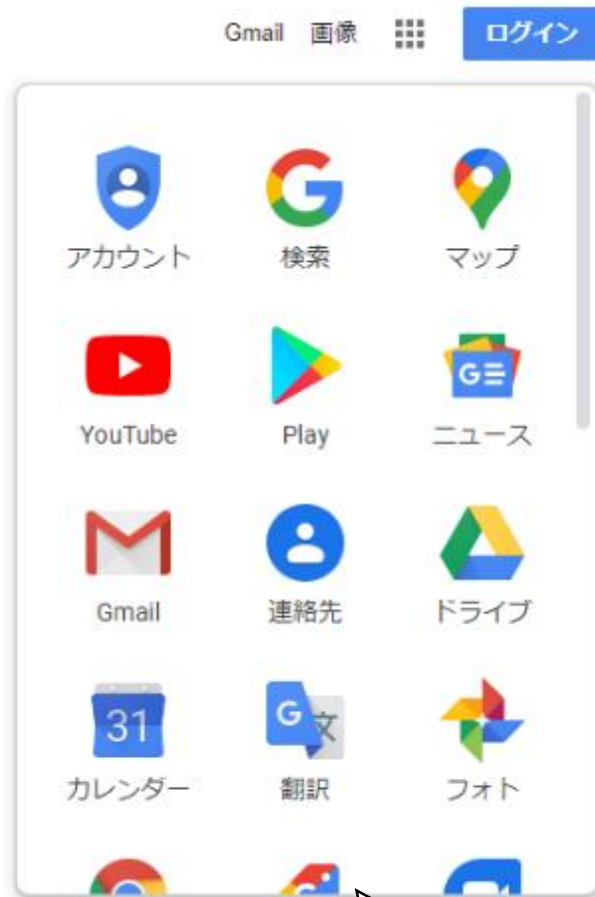 Gmail 画像 ログイン
アカウント 検索 マップ
G
YouTube Play ニュース
Gmail 連絡先 ドライブ
31 G 文
カレンダー 翻訳 フォト